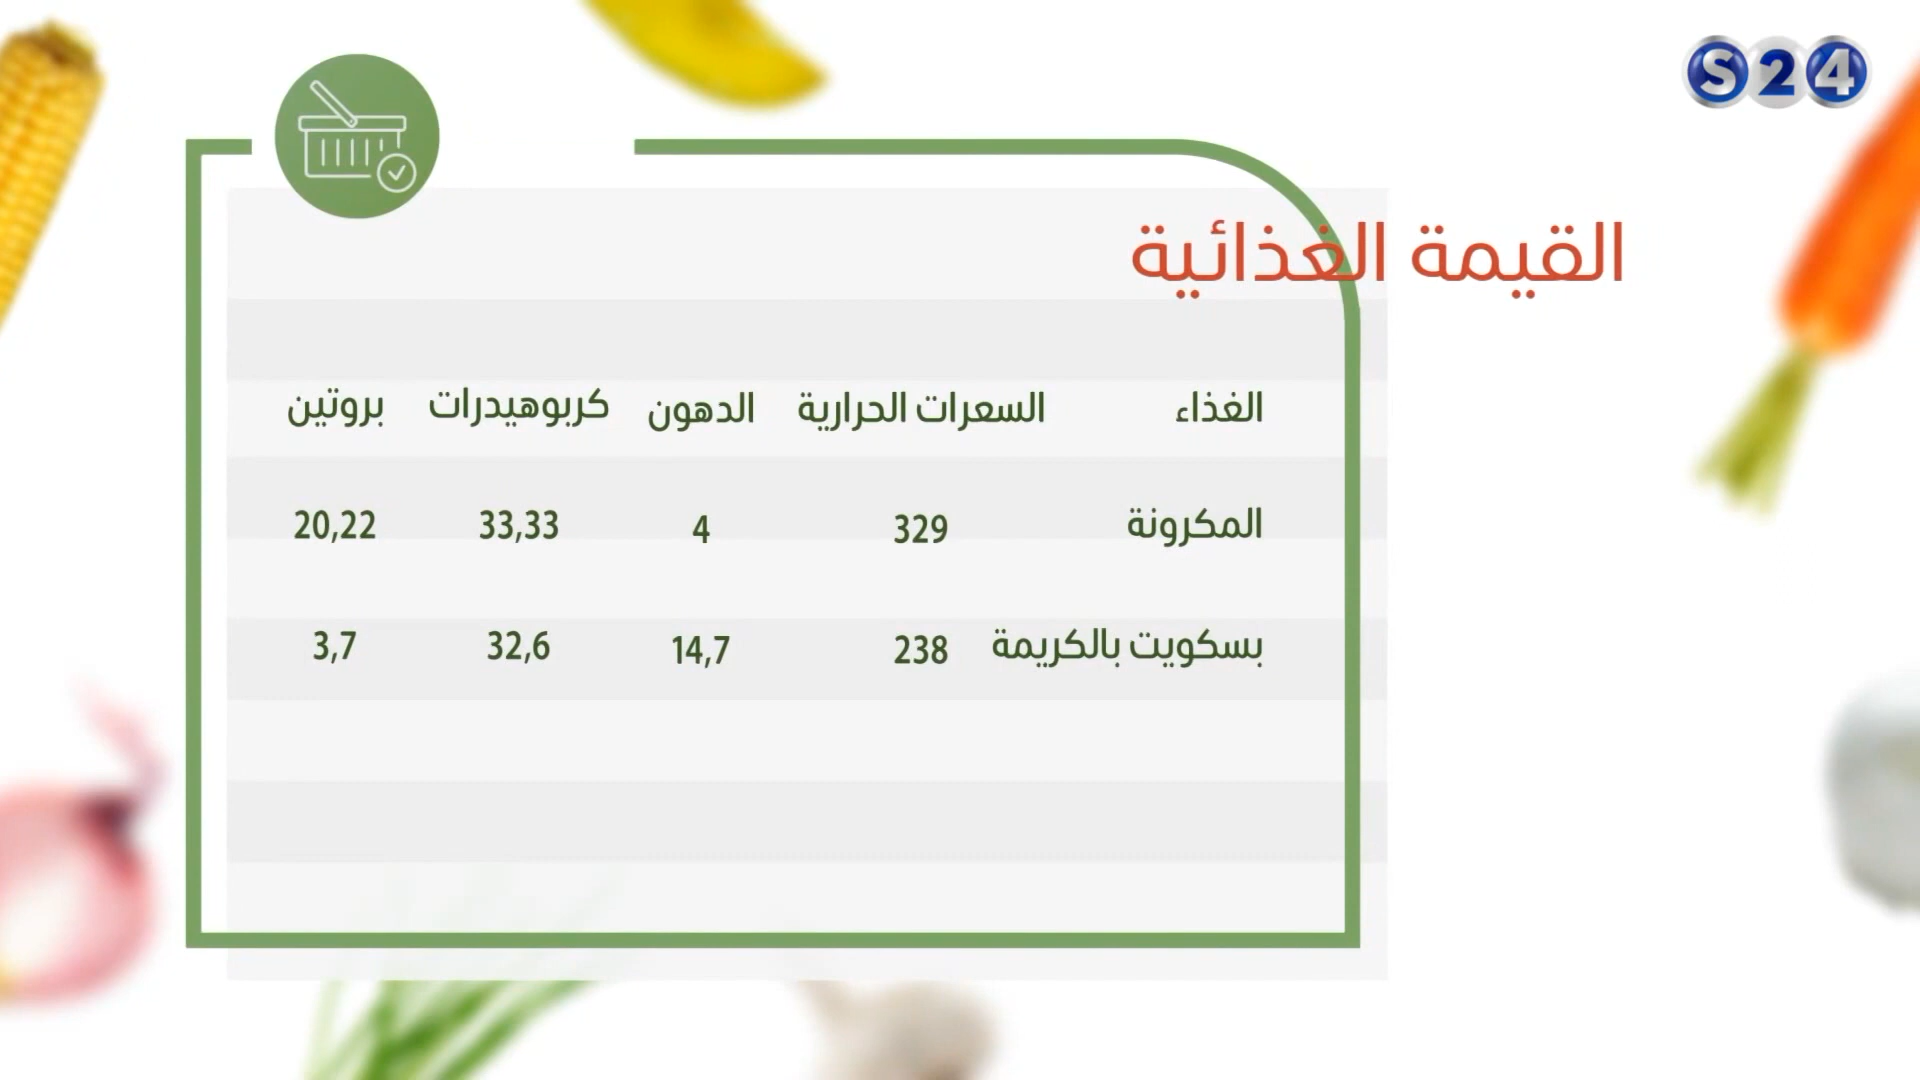 S24
القيمة الغذائية
الغذاء السعرات الحرارية الدهون كربوهيدرات بروتين
المكرونة 329 4 33,33 20,22
بسكويت بالكريمة 238 14,7 32,6 3,7